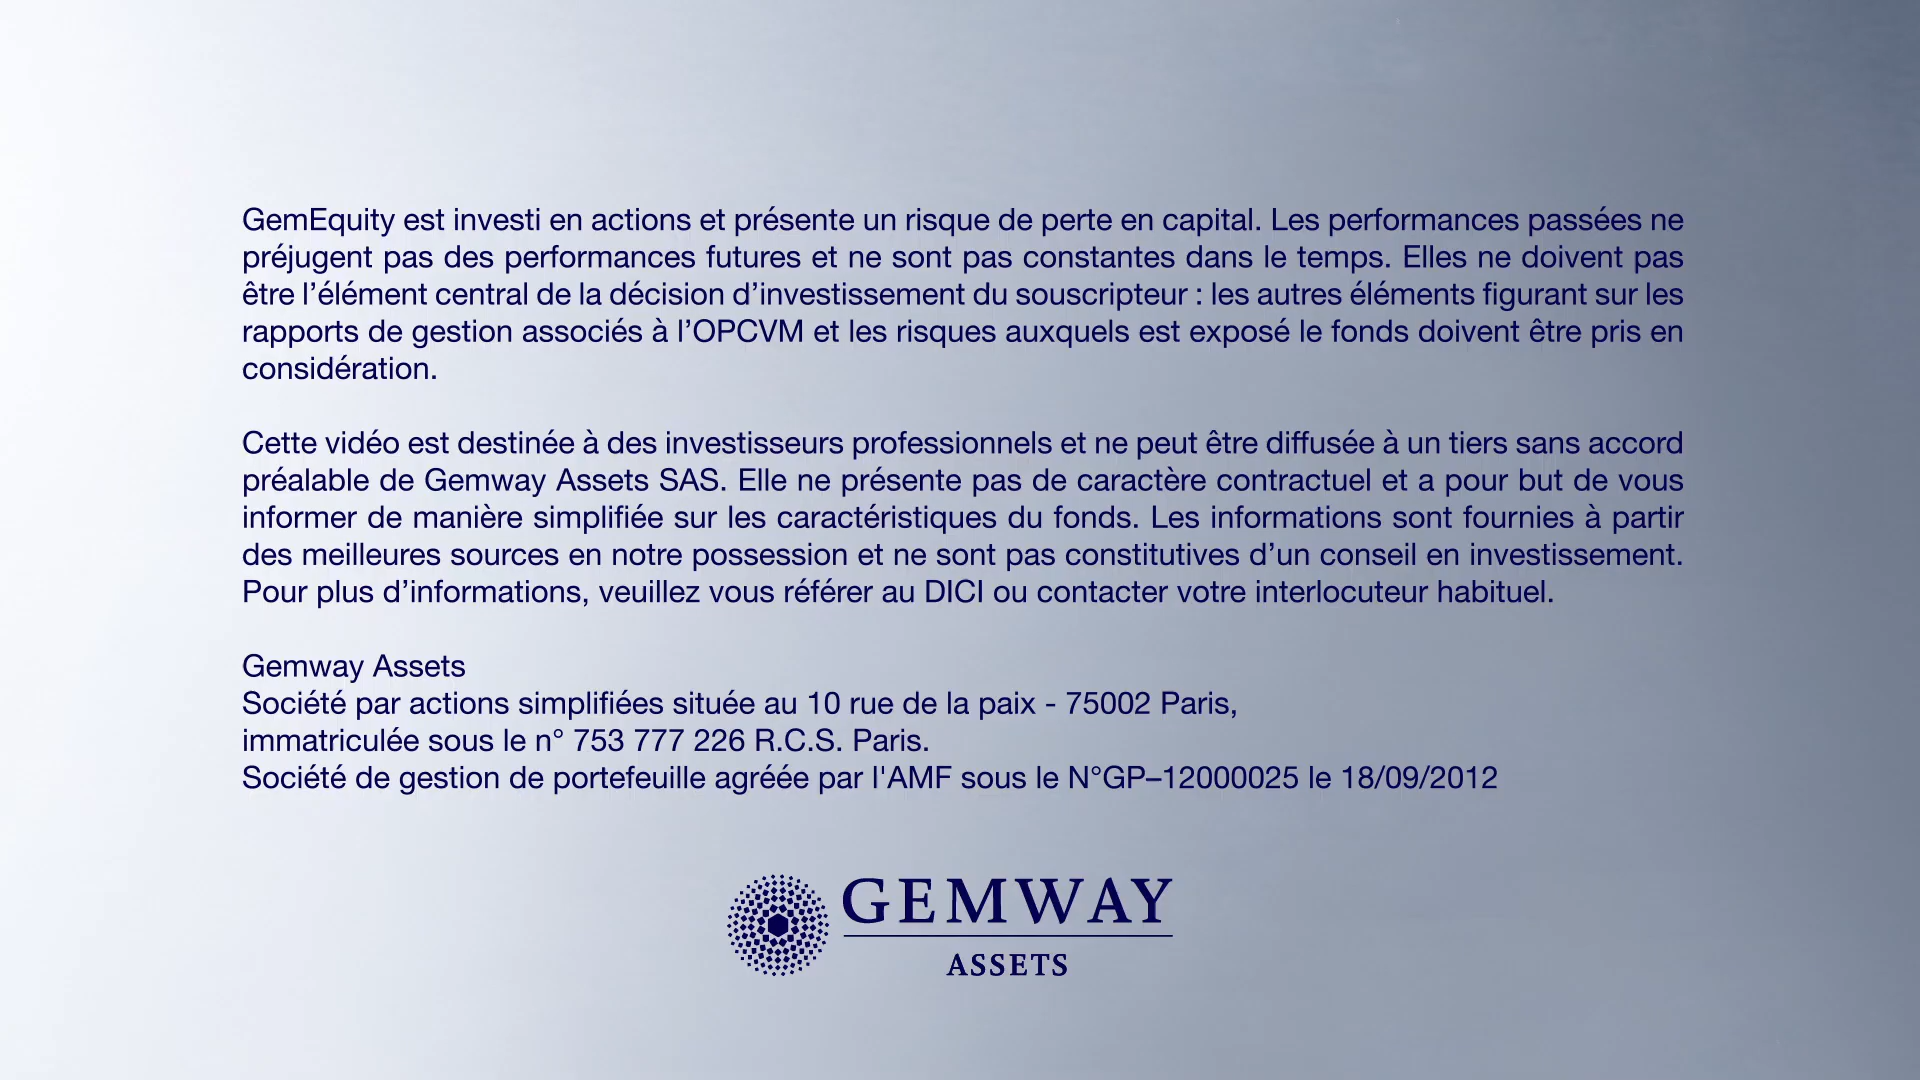 GemEquity est investi en actions et présente un risque de perte en capital. Les performances passées ne
préjugent pas des performances futures et ne sont pas constantes dans le temps. Elles ne doivent pas
être l’élément central de la décision d’investissement du souscripteur : les autres éléments figurant sur les
rapports de gestion associés à l’OPCVM et les risques auxquels est exposé le fonds doivent être pris en
considération.
Cette vidéo est destinée à des investisseurs professionnels et ne peut être diffusée à un tiers sans accord
préalable de Gemway Assets SAS. Elle ne présente pas de caractère contractuel et a pour but de vous
informer de manière simplifiée sur les caractéristiques du fonds. Les informations sont fournies à partir
des meilleures sources en notre possession et ne sont pas constitutives d’un conseil en investissement.
Pour plus d’informations, veuillez vous référer au DICI ou contacter votre interlocuteur habituel.
Gemway Assets
Société par actions simplifiées située au 10 rue de la paix - 75002 Paris,
immatriculée sous le n° 753 777 226 R.C.S. Paris.
Société de gestion de portefeuille agréée par l'AMF sous le N°GP–12000025 le 18/09/2012
GEMWAY
ASSETS